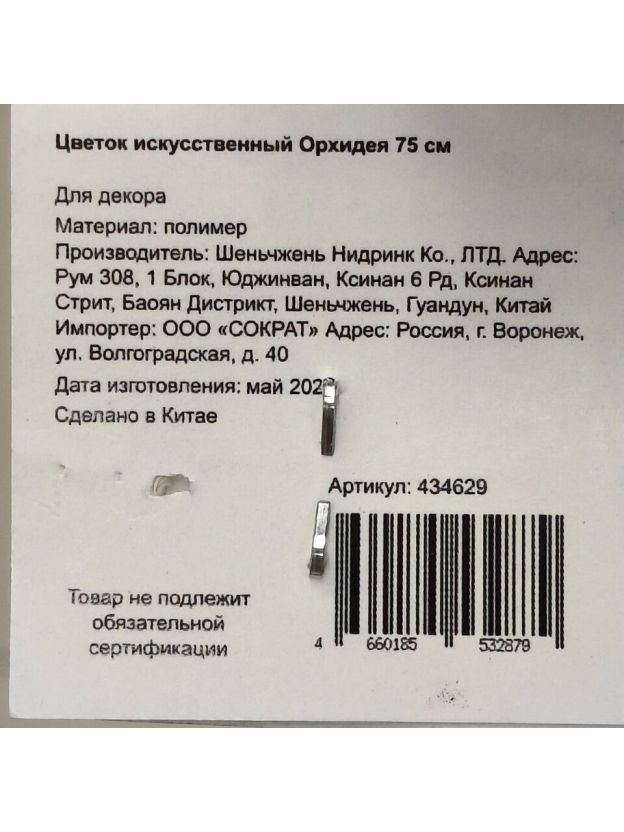 Цветок искусственный Орхидея 75 см
Для декора
Материал: полимер
Производитель: Шеньчжень Нидринк Ко., ЛТД. Адрес:
Рум 308, 1 Блок, Юджинван, Ксинан 6 Рд, Ксинан
Стрит, Баоян Дистрикт, Шеньчжень, Гуандун, Китай
Импортер: ООО «СОКРАТ» Адрес: Россия, г. Воронеж,
ул. Волгоградская, д. 40
Дата изготовления: май
Сделано в Китае
Артикул: 434629
Товар не подлежит
обязательной
сертификации
4 660185 532879